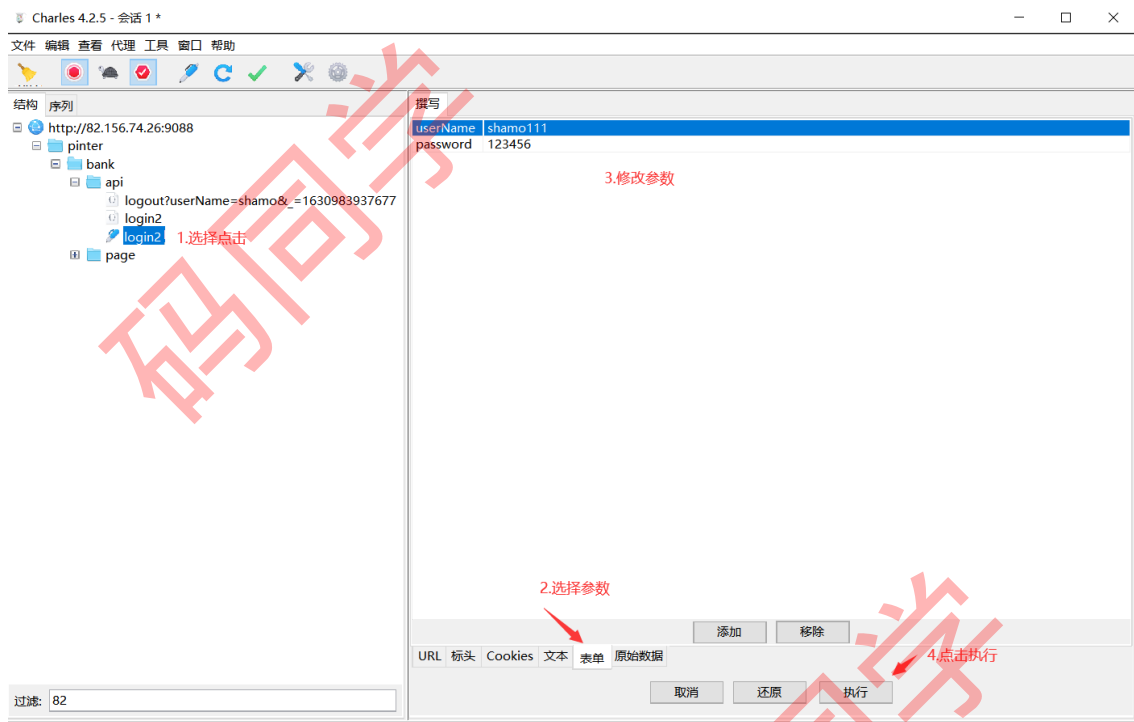 Charles 4.2.5 - 会话 1 *
文件 编辑 查看 代理 工具 窗口 帮助
结构 序列
http://82.156.74.26:9088
pinter
bank
api
logout?userName=shamo&_=1630983937677
login2
login2 1.选择点击
page
过滤: 82
撰写
userName shamo111
password 123456
3.修改参数
2.选择参数
添加 移除
URL 标头 Cookies 文本 表单 原始数据
4.点击执行
取消 还原 执行
码同学
同学